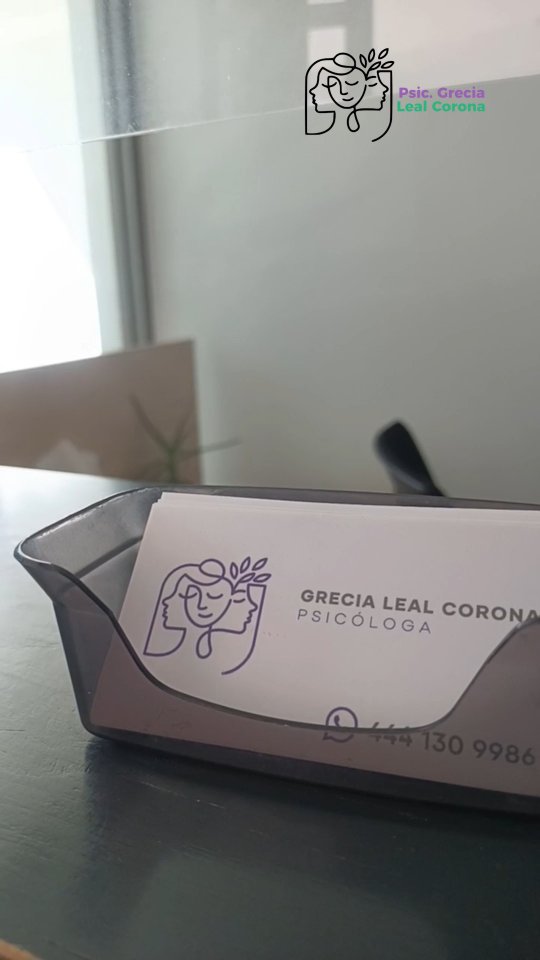 Psic. Grecia
Leal Corona
GRECIA LEAL CORONA
PSICÓLOGA
444 130 9986